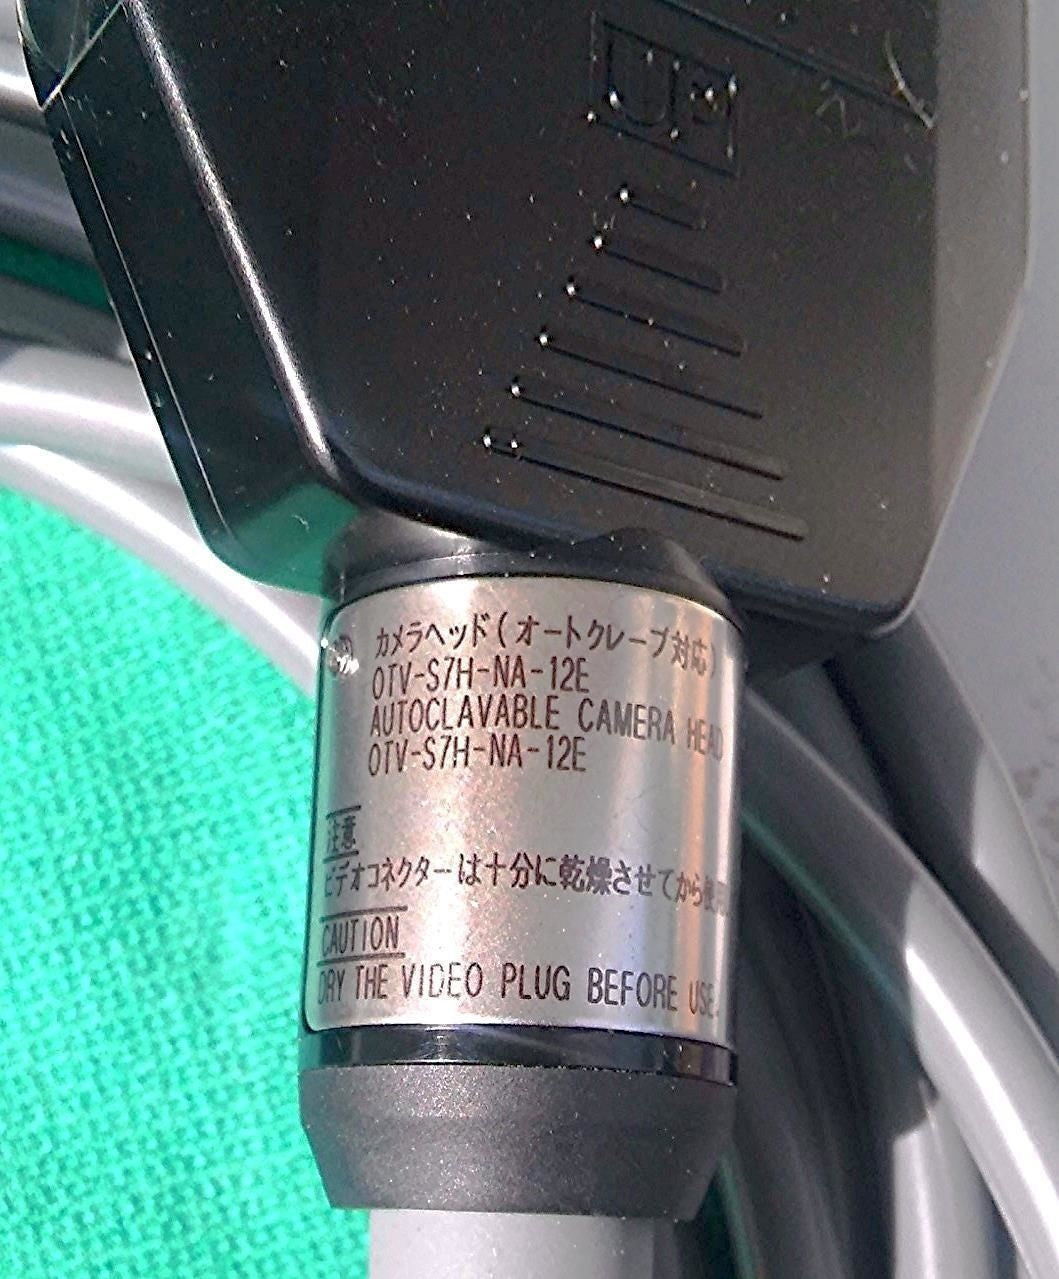 カメラヘッド(オートクレーブ対応)
OTV-S7H-NA-12E
AUTOCLAVABLE CAMERA HEAD
OTV-S7H-NA-12E
注意
ビデオコネクターは十分に乾燥させてから使用
CAUTION
DRY THE VIDEO PLUG BEFORE USE.